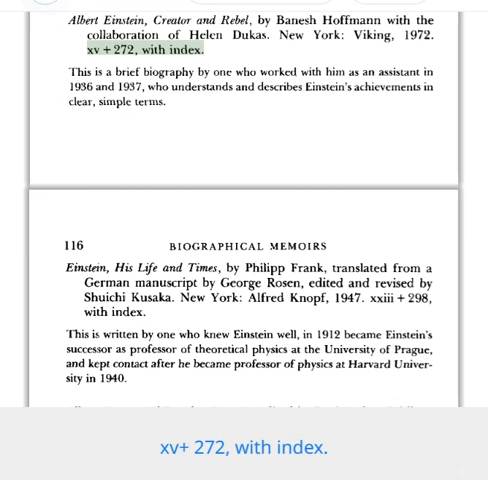 Albert Einstein, Creator and Rebel, by Banesh Hoffmann with the
collaboration of Helen Dukas. New York: Viking, 1972.
xv + 272, with index.
This is a brief biography by one who worked with him as an assistant in
1936 and 1937, who understands and describes Einstein's achievements in
clear, simple terms.
116 BIOGRAPHICAL MEMOIRS
Einstein, His Life and Times, by Philipp Frank, translated from a
German manuscript by George Rosen, edited and revised by
Shuichi Kusaka. New York: Alfred Knopf, 1947. xxiii + 298,
with index.
This is written by one who knew Einstein well, in 1912 became Einstein's
successor as professor of theoretical physics at the University of Prague,
and kept contact after he became professor of physics at Harvard Univer-
sity in 1940.
xv+ 272, with index.